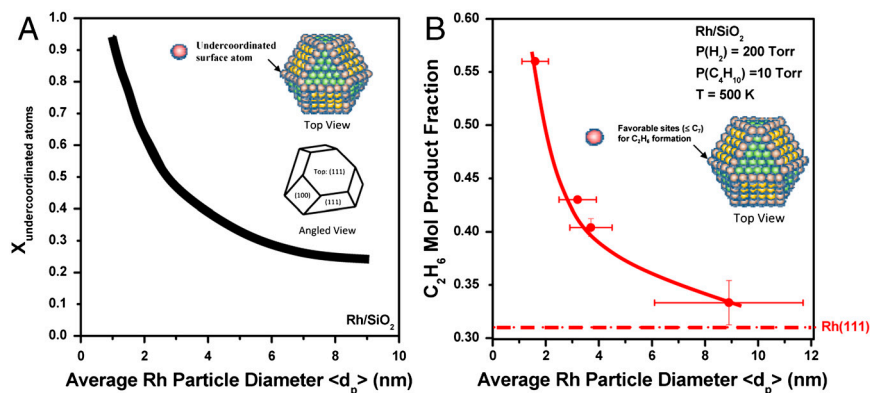 A
X undercoordinated atoms
1.0
0.9
0.8
0.7
0.6
0.5
0.4
0.3
0.2
0.1
0.0
0
2
4
6
8
10
Average Rh Particle Diameter <dp> (nm)
Undercoordinated
surface atom
Top View
Top: (111)
(100)
(111)
Angled View
Rh/SiO2
B
C2H6 Mol Product Fraction
0.60
0.55
0.50
0.45
0.40
0.35
0.30
0
2
4
6
8
10
12
Average Rh Particle Diameter <dp> (nm)
Rh/SiO2
P(H2) = 200 Torr
P(C4H10) =10 Torr
T = 500 K
Favorable sites (≤ C7)
for C2H6 formation
Top View
Rh(111)